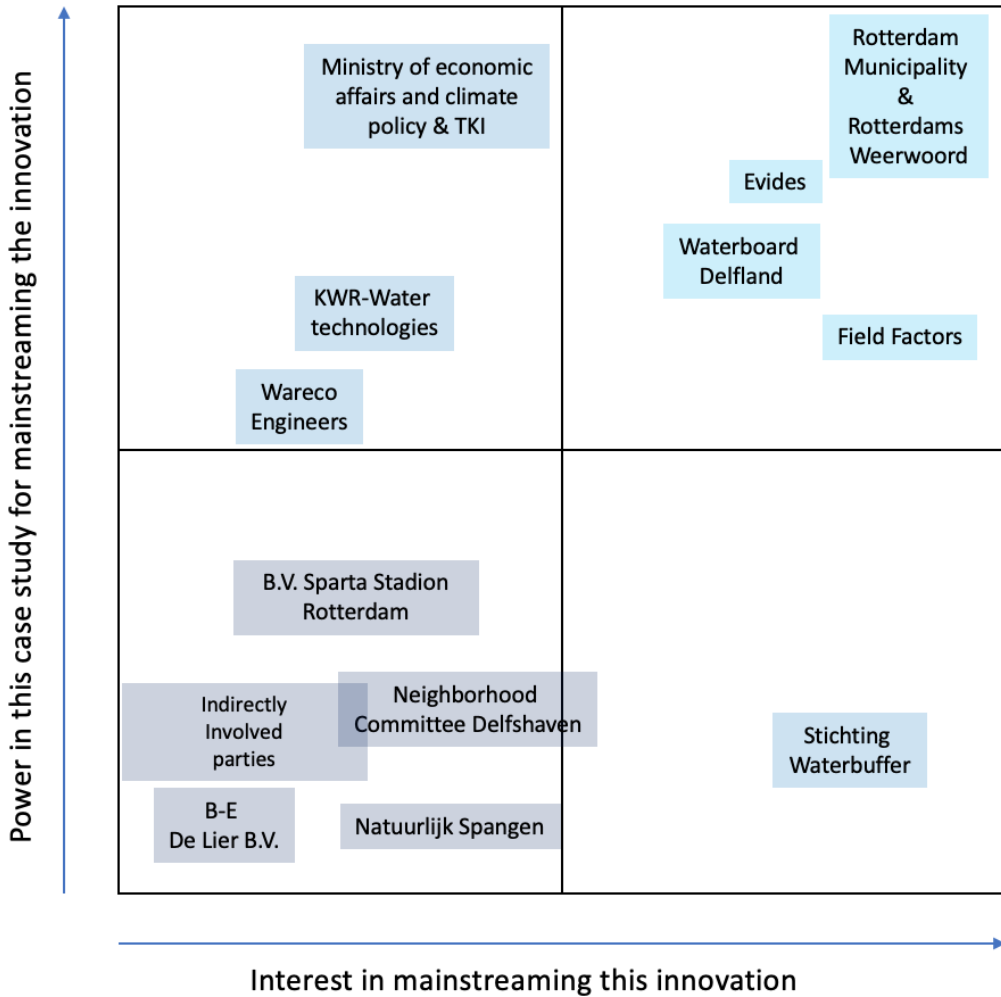 Power in this case study for mainstreaming the innovation
Ministry of economic
affairs and climate
policy & TKI
Rotterdam
Municipality
&
Rotterdams
Weerwoord
Evides
Waterboard
Delfland
KWR-Water
technologies
Field Factors
Wareco
Engineers
B.V. Sparta Stadion
Rotterdam
Indirectly
Involved
parties
Neighborhood
Committee Delfshaven
Stichting
Waterbuffer
B-E
De Lier B.V.
Natuurlijk Spangen
Interest in mainstreaming this innovation